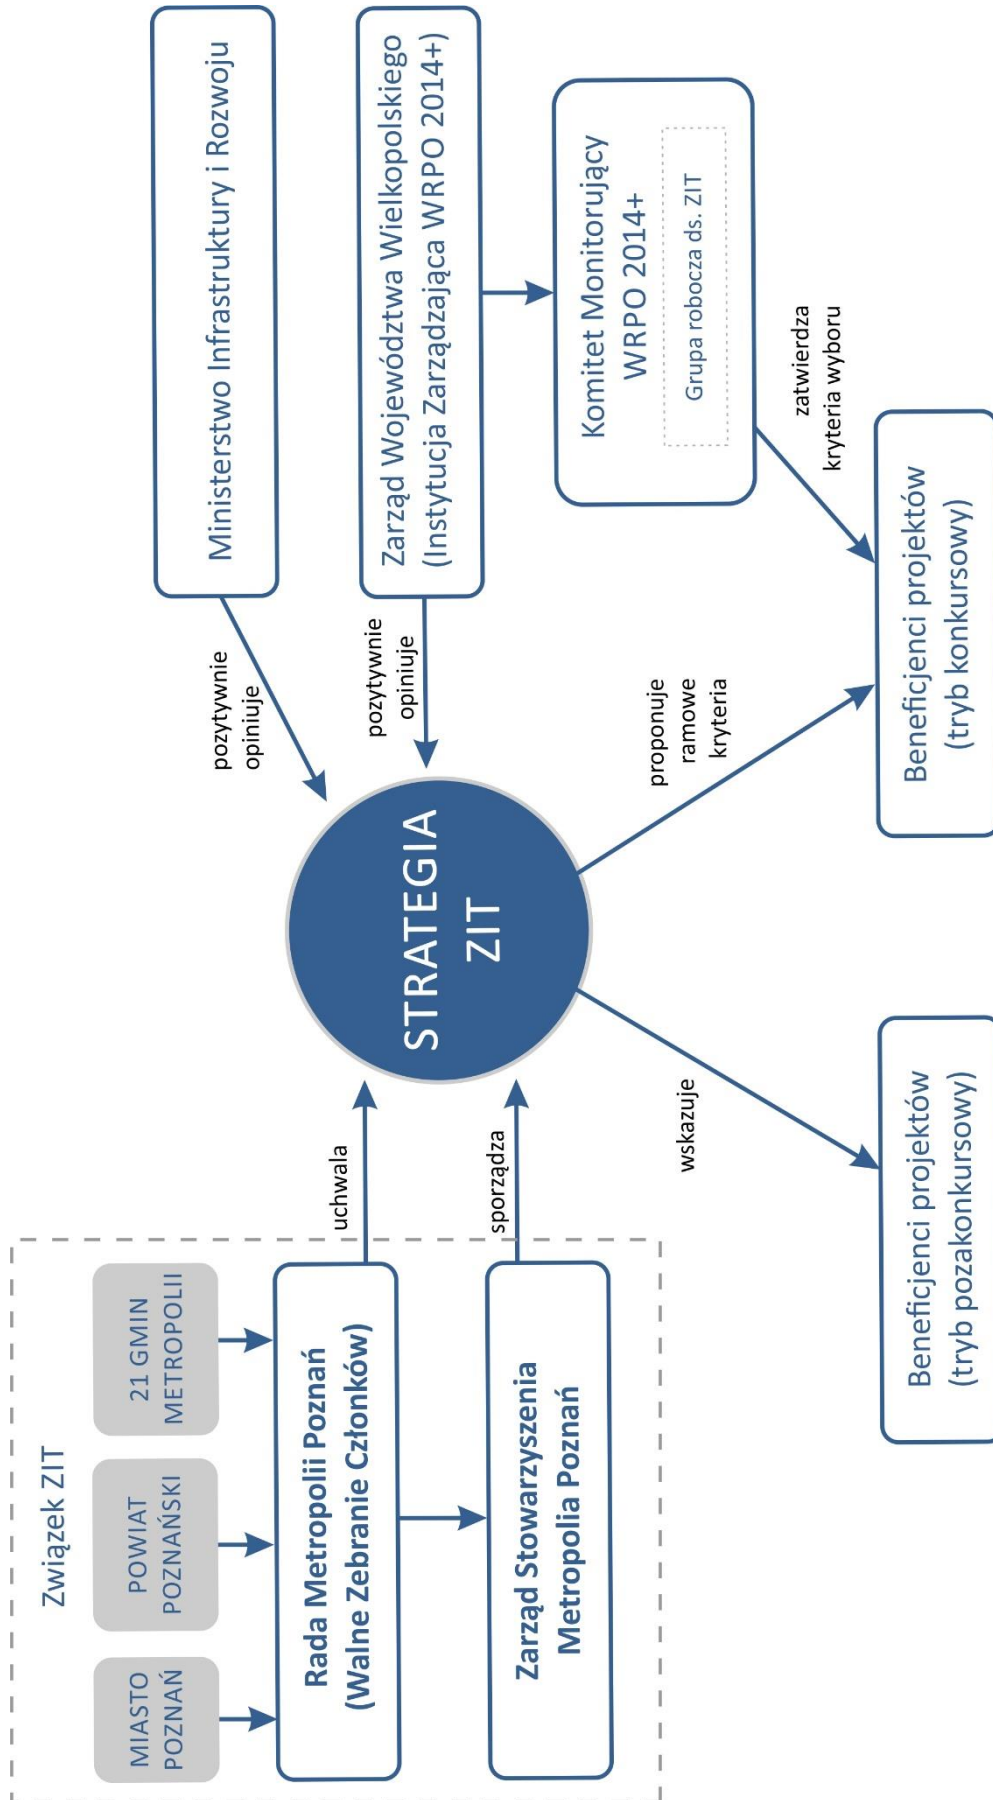 Związek ZIT
MIASTO
POZNAŃ
POWIAT
POZNAŃSKI
21 GMIN
METROPOLII
Rada Metropolii Poznań
(Walne Zebranie Członków)
Zarząd Stowarzyszenia
Metropolia Poznań
uchwala
sporządza
STRATEGIA
ZIT
pozytywnie
opiniuje
pozytywnie
opiniuje
Ministerstwo Infrastruktury i Rozwoju
Zarząd Województwa Wielkopolskiego
(Instytucja Zarządzająca WRPO 2014+)
Komitet Monitorujący
WRPO 2014+
Grupa robocza ds. ZIT
wskazuje
proponuje
ramowe
kryteria
zatwierdza
kryteria wyboru
Beneficjenci projektów
(tryb pozakonkursowy)
Beneficjenci projektów
(tryb konkursowy)